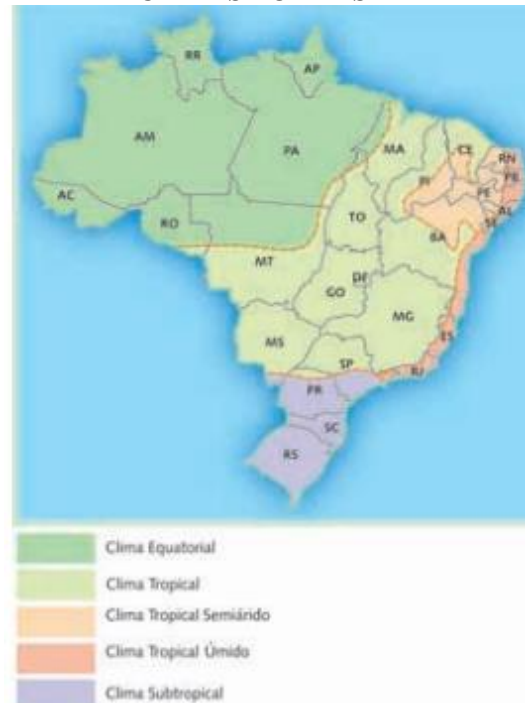 RR
AP
AM
PA
MA
CE
RN
PB
PI
PE
AC
AL
TO
SE
RO
BA
MT
DF
GO
MG
MS
ES
SP
RJ
PR
SC
RS
Clima Equatorial
Clima Tropical
Clima Tropical Semiárido
Clima Tropical Úmido
Clima Subtropical